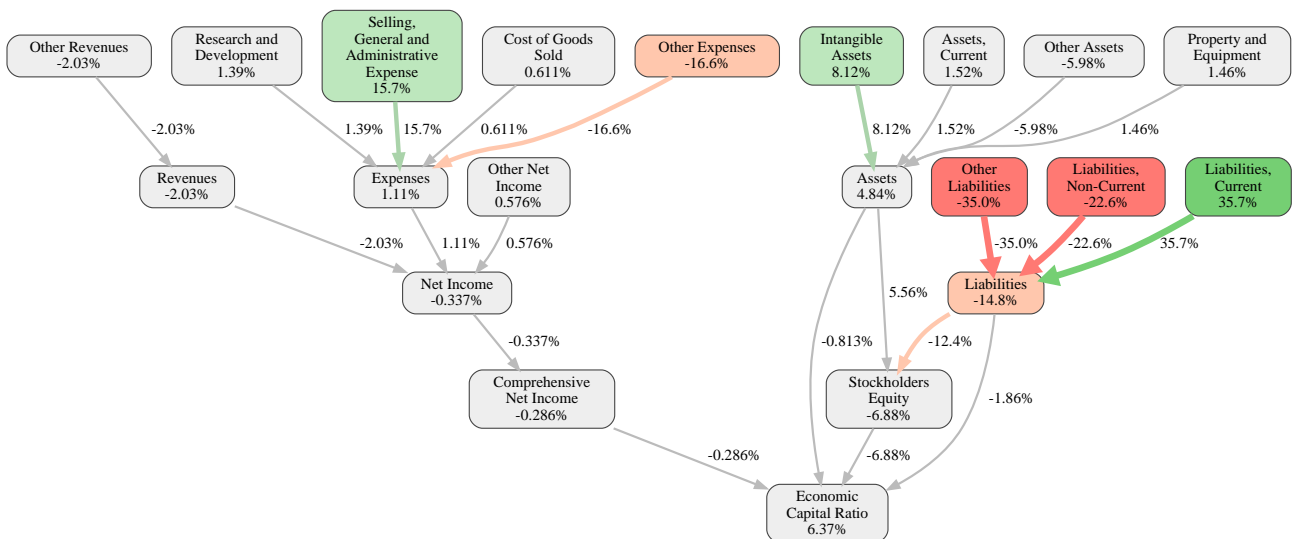 Other Revenues
-2.03%
Research and
Development
1.39%
Selling,
General and
Administrative
Expense
15.7%
Cost of Goods
Sold
0.611%
Other Expenses
-16.6%
Intangible
Assets
8.12%
Assets,
Current
1.52%
Other Assets
-5.98%
Property and
Equipment
1.46%
-2.03%
1.39%
15.7%
0.611%
-16.6%
8.12%
1.52%
-5.98%
1.46%
Revenues
-2.03%
Expenses
1.11%
Other Net
Income
0.576%
Assets
4.84%
Other
Liabilities
-35.0%
Liabilities,
Non-Current
-22.6%
Liabilities,
Current
35.7%
-2.03%
1.11%
0.576%
-35.0%
-22.6%
35.7%
Net Income
-0.337%
5.56%
Liabilities
-14.8%
-0.337%
-0.813%
-12.4%
Comprehensive
Net Income
-0.286%
Stockholders
Equity
-6.88%
-1.86%
-0.286%
-6.88%
Economic
Capital Ratio
6.37%